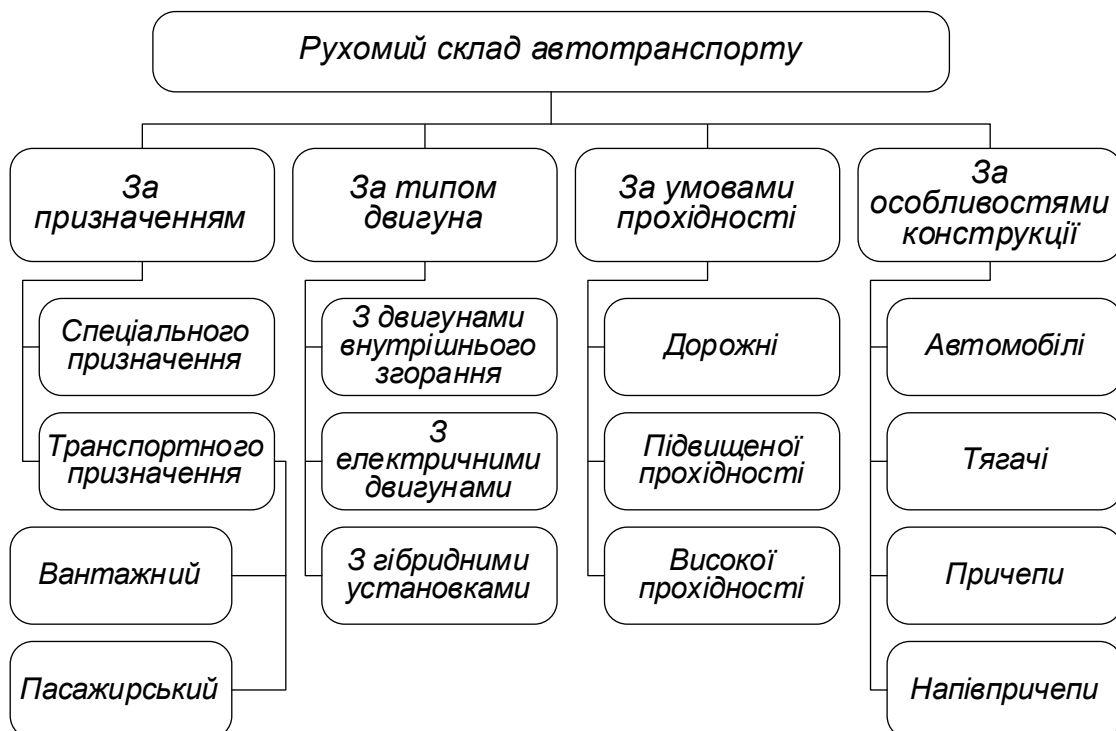 Рухомий склад автотранспорту
За
призначенням
За типом
двигуна
За умовами
прохідності
За
особливостями
конструкції
Спеціального
призначення
Транспортного
призначення
Вантажний
Пасажирський
З двигунами
внутрішнього
згорання
З
електричними
двигунами
З гібридними
установками
Дорожні
Підвищеної
прохідності
Високої
прохідності
Автомобілі
Тягачі
Причепи
Напівпричепи